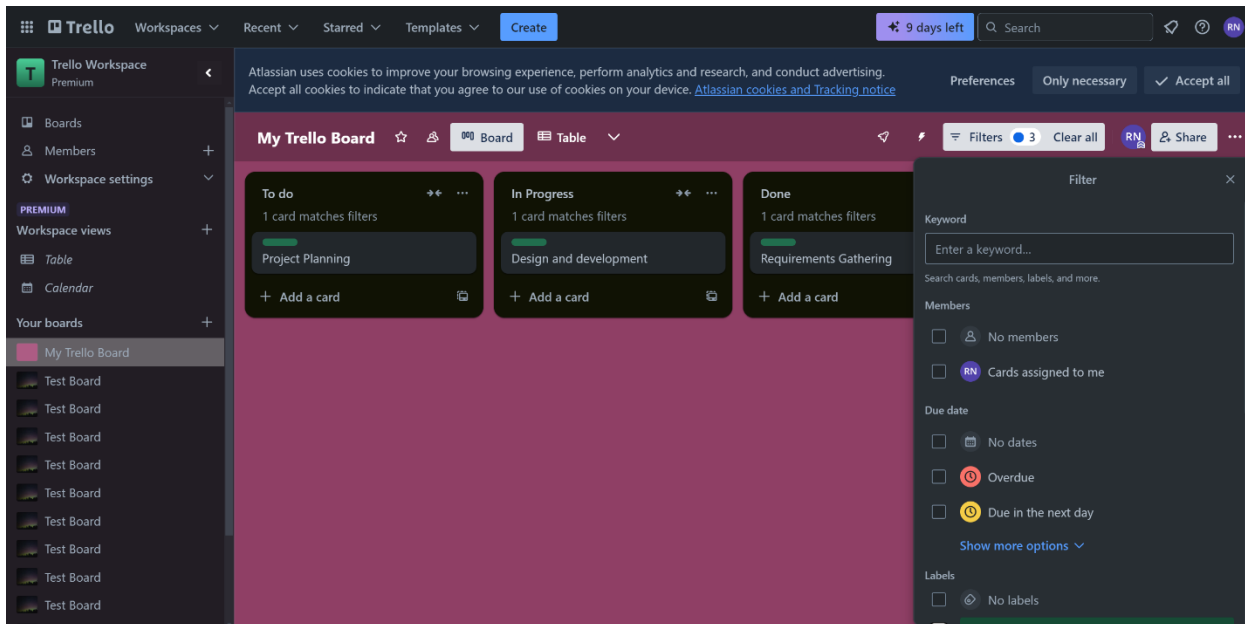 Trello
Workspaces
Recent
Starred
Templates
Create
9 days left
Search
RN
T
Trello Workspace
Premium
Boards
Members
Workspace settings
PREMIUM
Workspace views
Table
Calendar
Your boards
My Trello Board
Test Board
Test Board
Test Board
Test Board
Test Board
Test Board
Test Board
Test Board
Test Board
Atlassian uses cookies to improve your browsing experience, perform analytics and research, and conduct advertising.
Accept all cookies to indicate that you agree to our use of cookies on your device. Atlassian cookies and Tracking notice
Preferences
Only necessary
Accept all
My Trello Board
Board
Table
Filters
3
Clear all
RN
Share
To do
1 card matches filters
Project Planning
Add a card
In Progress
1 card matches filters
Design and development
Add a card
Done
1 card matches filters
Requirements Gathering
Add a card
Filter
Keyword
Enter a keyword...
Search cards, members, labels, and more.
Members
No members
RN
Cards assigned to me
Due date
No dates
Overdue
Due in the next day
Show more options
Labels
No labels